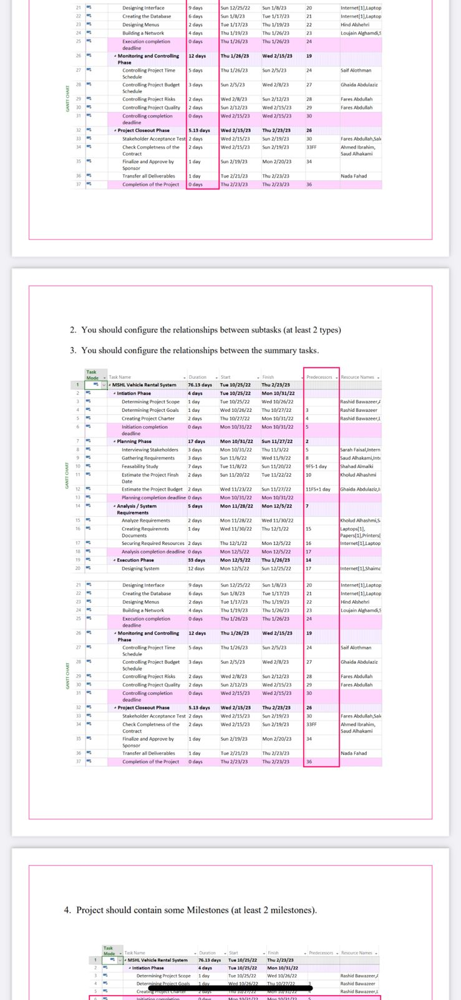 21 Designing Interface 9 days Sun 12/25/22 Sun 1/8/23 20 Internet[1],Laptop
22 Creating the Database 6 days Sun 1/8/23 Tue 1/17/23 21 Internet[1],Laptop
23 Designing Menus 2 days Tue 1/17/23 Thu 1/19/23 22 Hind Alshehri
24 Building a Network 4 days Thu 1/19/23 Thu 1/26/23 23 Loujain Alghamdi,S
25 Execution completion 0 days Thu 1/26/23 Thu 1/26/23 24
deadline
26 Monitoring and Controlling 12 days Thu 1/26/23 Wed 2/15/23 19
Phase
27 Controlling Project Time 5 days Thu 1/26/23 Sun 2/5/23 24 Saif Alothman
Schedule
28 Controlling Project Budget 3 days Sun 2/5/23 Wed 2/8/23 27 Ghaida Abdulaziz
Schedule
GANTT CHART
29 Controlling Project Risks 2 days Wed 2/8/23 Sun 2/12/23 28 Fares Abdullah
30 Controlling Project Quality 2 days Sun 2/12/23 Wed 2/15/23 29 Fares Abdullah
31 Controlling completion 0 days Wed 2/15/23 Wed 2/15/23 30
deadline
32 Project Closeout Phase 5.13 days Wed 2/15/23 Thu 2/23/23 26
33 Stakeholder Acceptance Test 2 days Wed 2/15/23 Sun 2/19/23 30 Fares Abdullah,Sal
34 Check Completness of the 2 days Wed 2/15/23 Sun 2/19/23 33FF Ahmed Ibrahim,
Contract Saud Alhakami
35 Finalize and Approve by 1 day Sun 2/19/23 Mon 2/20/23 34
Sponsor
36 Transfer all Deliverables 1 day Tue 2/21/23 Thu 2/23/23 Nada Fahad
37 Completion of the Project 0 days Thu 2/23/23 Thu 2/23/23 36
2. You should configure the relationships between subtasks (at least 2 types)
3. You should configure the relationships between the summary tasks.
Task
Mode Task Name Duration Start Finish Predecessors Resource Names
1 MSHL Vehicle Rental System 76.13 days Tue 10/25/22 Thu 2/23/23
2 Intiation Phase 4 days Tue 10/25/22 Mon 10/31/22
3 Determining Project Scope 1 day Tue 10/25/22 Wed 10/26/22 Rashid Bawazeer,A
4 Determining Project Goals 1 day Wed 10/26/22 Thu 10/27/22 3 Rashid Bawazeer
5 Creating Project Charter 2 days Thu 10/27/22 Mon 10/31/22 4 Rashid Bawazeer,L
6 Initiation completion 0 days Mon 10/31/22 Mon 10/31/22 5
deadline
7 Planning Phase 17 days Mon 10/31/22 Sun 11/27/22 2
8 Interviewing Stakeholders 3 days Mon 10/31/22 Thu 11/3/22 5 Sarah Faisal,Intern
9 Gathering Requirements 3 days Sun 11/6/22 Wed 11/9/22 8 Saud Alhakami,Inte
10 Feasability Study 7 days Tue 11/8/22 Sun 11/20/22 9FS-1 day Shahad Almalki
11 Estimate the Project Finsh 2 days Sun 11/20/22 Tue 11/22/22 10 Kholud Alhashmi
Date
GANTT CHART
12 Estimate the Project Budget 2 days Wed 11/23/22 Sun 11/27/22 11FS+1 day Ghaida Abdulaziz,I
13 Planning completion deadline 0 days Mon 10/31/22 Mon 10/31/22
14 Analysis / System 5 days Mon 11/28/22 Mon 12/5/22 7
Requirements
15 Analyze Requirements 2 days Mon 11/28/22 Wed 11/30/22 Kholud Alhashmi,S
16 Creating Requiremnts 1 day Wed 11/30/22 Thu 12/1/22 15 Laptops[1],
Documents Papers[1],Printers[
17 Securing Required Resources 2 days Thu 12/1/22 Mon 12/5/22 16 Internet[1],Laptop
18 Analysis completion deadline 0 days Mon 12/5/22 Mon 12/5/22 17
19 Execution Phase 33 days Mon 12/5/22 Thu 1/26/23 14
20 Designing System 12 days Mon 12/5/22 Sun 12/25/22 17 Internet[1],Shaima
21 Designing Interface 9 days Sun 12/25/22 Sun 1/8/23 20 Internet[1],Laptop
22 Creating the Database 6 days Sun 1/8/23 Tue 1/17/23 21 Internet[1],Laptop
23 Designing Menus 2 days Tue 1/17/23 Thu 1/19/23 22 Hind Alshehri
24 Building a Network 4 days Thu 1/19/23 Thu 1/26/23 23 Loujain Alghamdi,S
25 Execution completion 0 days Thu 1/26/23 Thu 1/26/23 24
deadline
26 Monitoring and Controlling 12 days Thu 1/26/23 Wed 2/15/23 19
Phase
27 Controlling Project Time 5 days Thu 1/26/23 Sun 2/5/23 24 Saif Alothman
Schedule
28 Controlling Project Budget 3 days Sun 2/5/23 Wed 2/8/23 27 Ghaida Abdulaziz
Schedule
GANTT CHART
29 Controlling Project Risks 2 days Wed 2/8/23 Sun 2/12/23 28 Fares Abdullah
30 Controlling Project Quality 2 days Sun 2/12/23 Wed 2/15/23 29 Fares Abdullah
31 Controlling completion 0 days Wed 2/15/23 Wed 2/15/23 30
deadline
32 Project Closeout Phase 5.13 days Wed 2/15/23 Thu 2/23/23 26
33 Stakeholder Acceptance Test 2 days Wed 2/15/23 Sun 2/19/23 30 Fares Abdullah,Sal
34 Check Completness of the 2 days Wed 2/15/23 Sun 2/19/23 33FF Ahmed Ibrahim,
Contract Saud Alhakami
35 Finalize and Approve by 1 day Sun 2/19/23 Mon 2/20/23 34
Sponsor
36 Transfer all Deliverables 1 day Tue 2/21/23 Thu 2/23/23 Nada Fahad
37 Completion of the Project 0 days Thu 2/23/23 Thu 2/23/23 36
4. Project should contain some Milestones (at least 2 milestones).
Task
Mode Task Name Duration Start Finish Predecessors Resource Names
1 MSHL Vehicle Rental System 76.13 days Tue 10/25/22 Thu 2/23/23
2 Intiation Phase 4 days Tue 10/25/22 Mon 10/31/22
3 Determining Project Scope 1 day Tue 10/25/22 Wed 10/26/22 Rashid Bawazeer,A
4 Determining Project Goals 1 day Wed 10/26/22 Thu 10/27/22 3 Rashid Bawazeer
5 Creating Project Charter 2 days Thu 10/27/22 Mon 10/31/22 4 Rashid Bawazeer,L